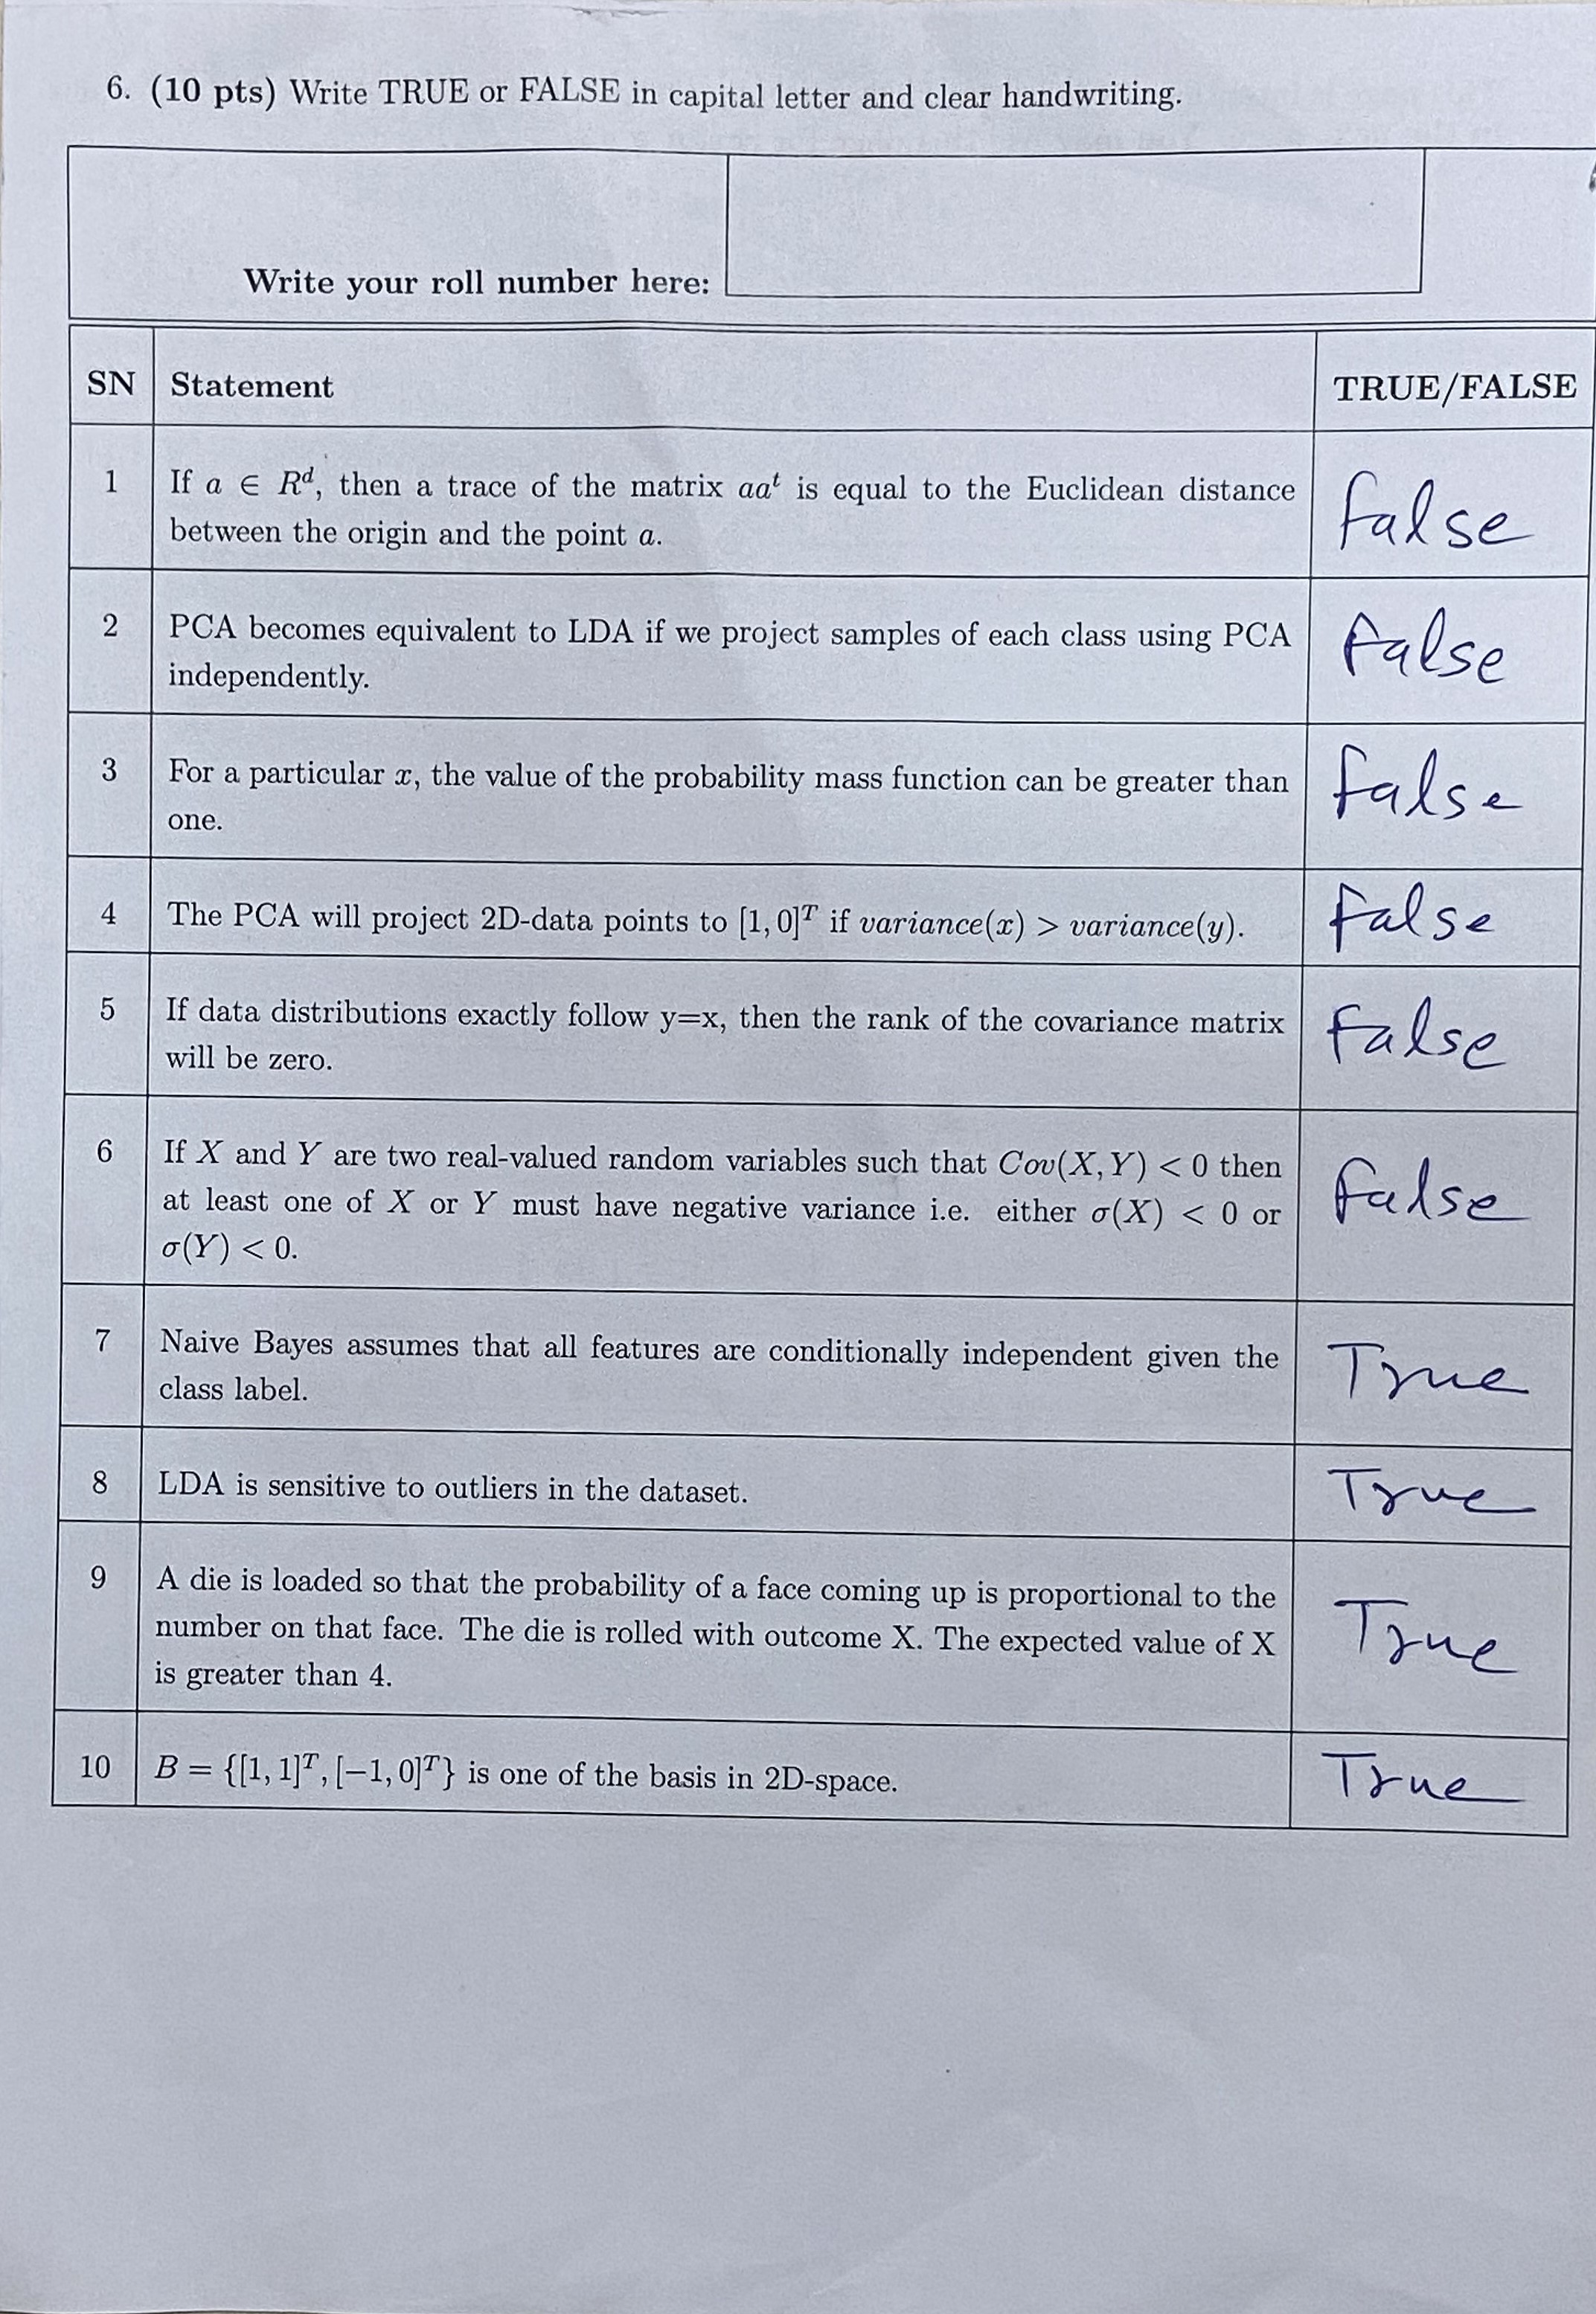 6. (10 pts) Write TRUE or FALSE in capital letter and clear handwriting.
Write your roll number here:
SN Statement TRUE/FALSE
1 If a ∈ R^d, then a trace of the matrix aa^t is equal to the Euclidean distance
between the origin and the point a.
False
2 PCA becomes equivalent to LDA if we project samples of each class using PCA
independently.
False
3 For a particular x, the value of the probability mass function can be greater than
one.
False
4 The PCA will project 2D-data points to [1, 0]^T if variance(x) > variance(y). False
5 If data distributions exactly follow y=x, then the rank of the covariance matrix
will be zero.
False
6 If X and Y are two real-valued random variables such that Cov(X, Y) < 0 then
at least one of X or Y must have negative variance i.e. either σ(X) < 0 or
σ(Y) < 0.
False
7 Naive Bayes assumes that all features are conditionally independent given the
class label.
True
8 LDA is sensitive to outliers in the dataset. True
9 A die is loaded so that the probability of a face coming up is proportional to the
number on that face. The die is rolled with outcome X. The expected value of X
is greater than 4.
True
10 B = {[1, 1]^T, [−1, 0]^T} is one of the basis in 2D-space. True